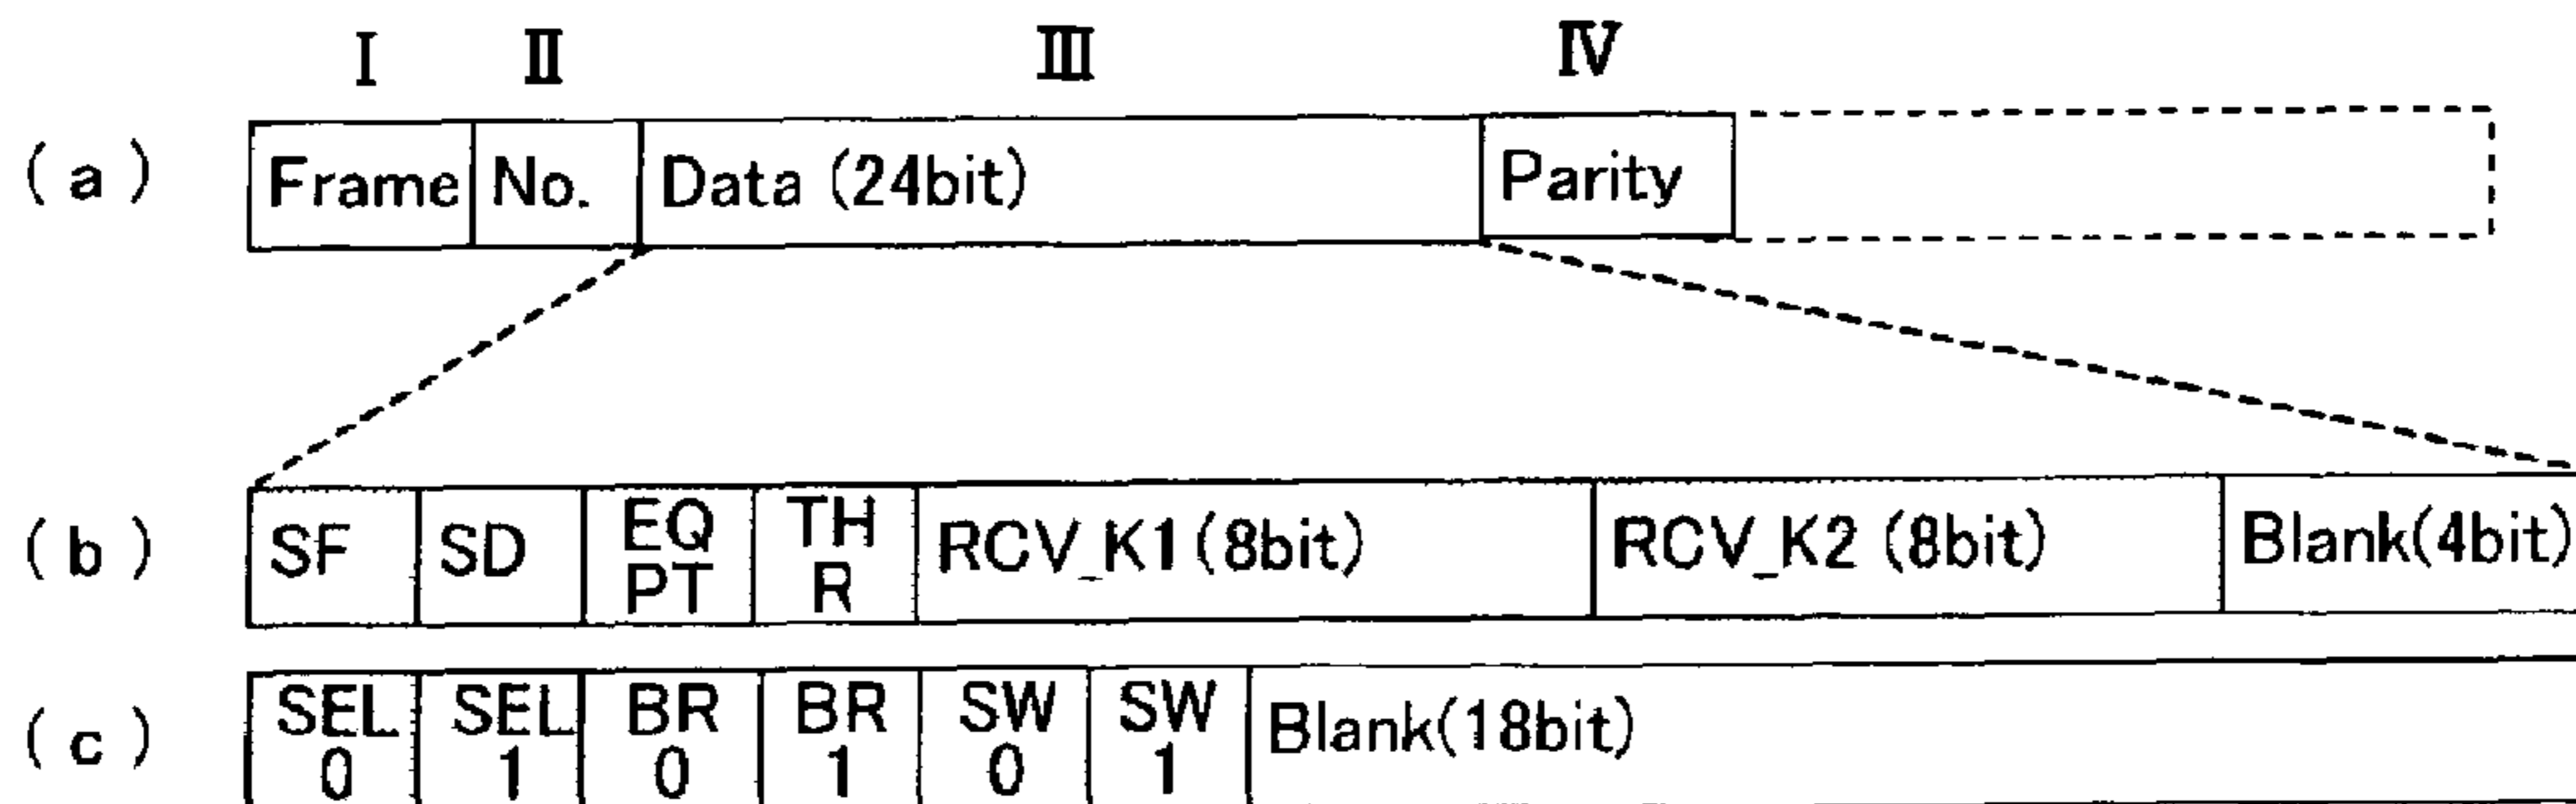 I II III IV
(a) Frame No. Data (24bit) Parity
(b) SF SD EQ PT TH R RCV_K1(8bit) RCV_K2 (8bit) Blank(4bit)
(c) SEL 0 SEL 1 BR 0 BR 1 SW 0 SW 1 Blank(18bit)